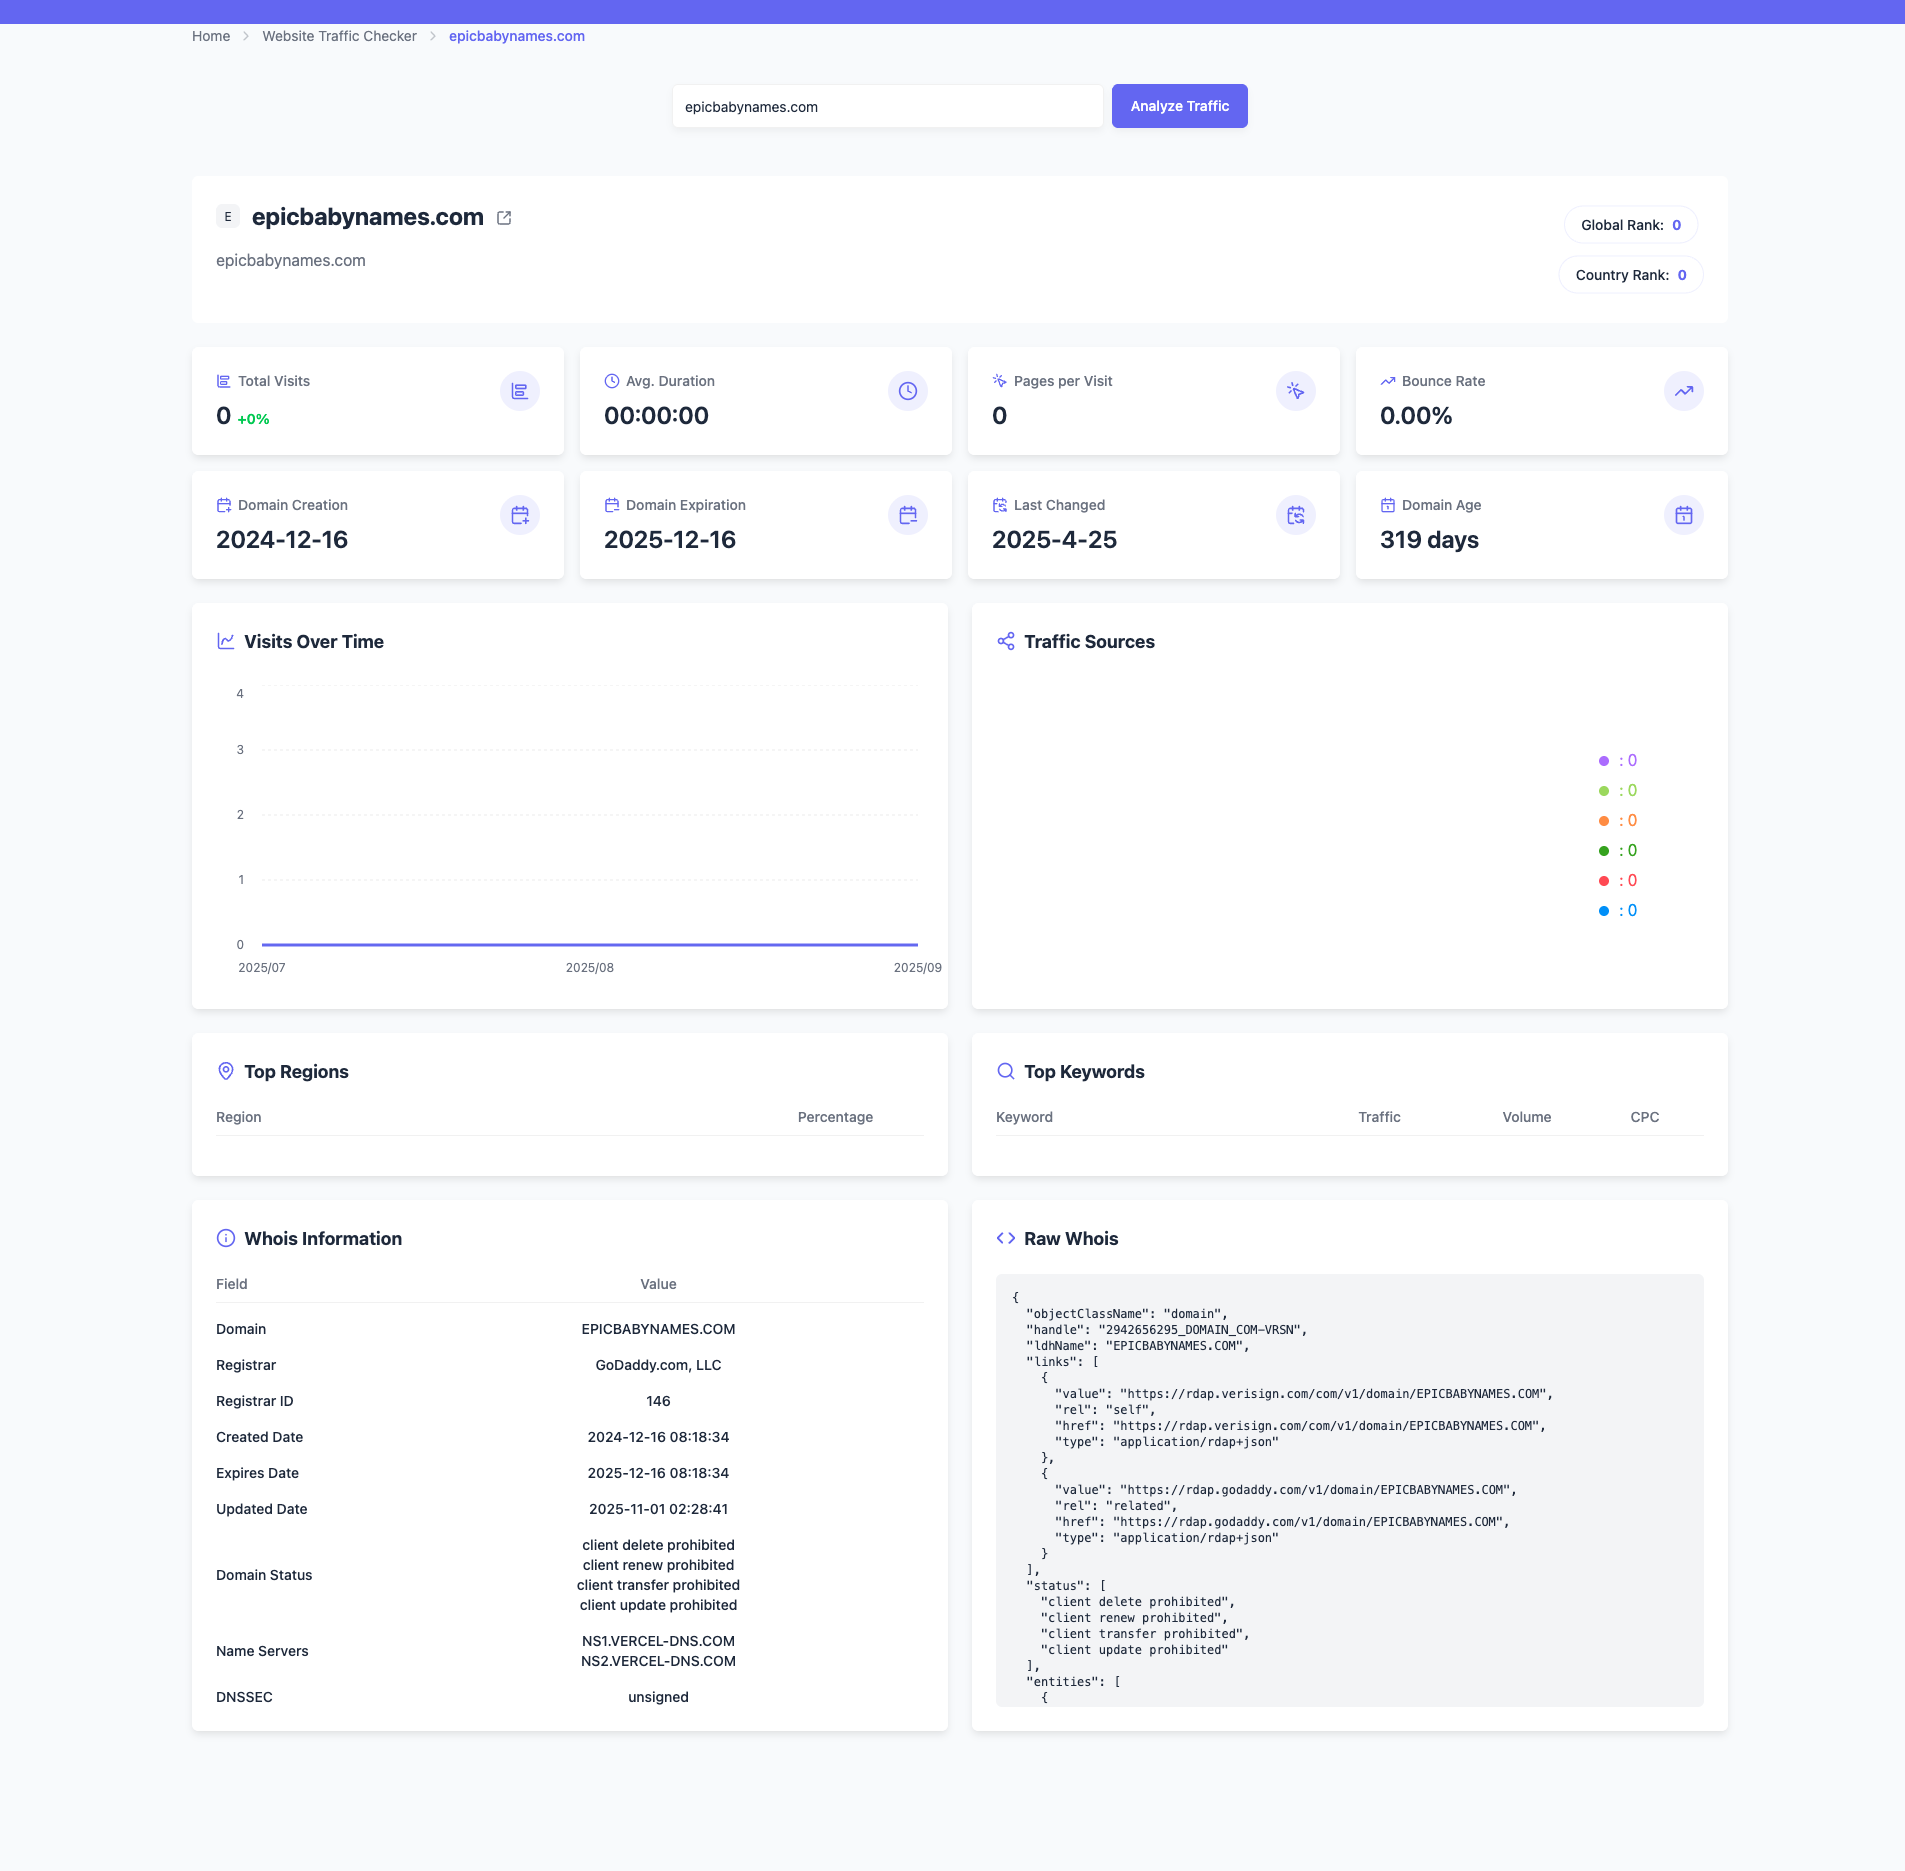 Home > Website Traffic Checker > epicbabynames.com
epicbabynames.com
Analyze Traffic
E epicbabynames.com
epicbabynames.com
Global Rank: 0
Country Rank: 0
Total Visits
0 +0%
Avg. Duration
00:00:00
Pages per Visit
0
Bounce Rate
0.00%
Domain Creation
2024-12-16
Domain Expiration
2025-12-16
Last Changed
2025-4-25
Domain Age
319 days
Visits Over Time
4
3
2
1
0
2025/07 2025/08 2025/09
Traffic Sources
: 0
: 0
: 0
: 0
: 0
: 0
Top Regions
Region Percentage
Top Keywords
Keyword Traffic Volume CPC
Whois Information
Field Value
Domain EPICBABYNAMES.COM
Registrar GoDaddy.com, LLC
Registrar ID 146
Created Date 2024-12-16 08:18:34
Expires Date 2025-12-16 08:18:34
Updated Date 2025-11-01 02:28:41
Domain Status
client delete prohibited
client renew prohibited
client transfer prohibited
client update prohibited
Name Servers
NS1.VERCEL-DNS.COM
NS2.VERCEL-DNS.COM
DNSSEC unsigned
Raw Whois
{
"objectClassName": "domain",
"handle": "2942656295_DOMAIN_COM-VRSN",
"ldhName": "EPICBABYNAMES.COM",
"links": [
{
"value": "https://rdap.verisign.com/com/v1/domain/EPICBABYNAMES.COM",
"rel": "self",
"href": "https://rdap.verisign.com/com/v1/domain/EPICBABYNAMES.COM",
"type": "application/rdap+json"
},
{
"value": "https://rdap.godaddy.com/v1/domain/EPICBABYNAMES.COM",
"rel": "related",
"href": "https://rdap.godaddy.com/v1/domain/EPICBABYNAMES.COM",
"type": "application/rdap+json"
}
],
"status": [
"client delete prohibited",
"client renew prohibited",
"client transfer prohibited",
"client update prohibited"
],
"entities": [
{